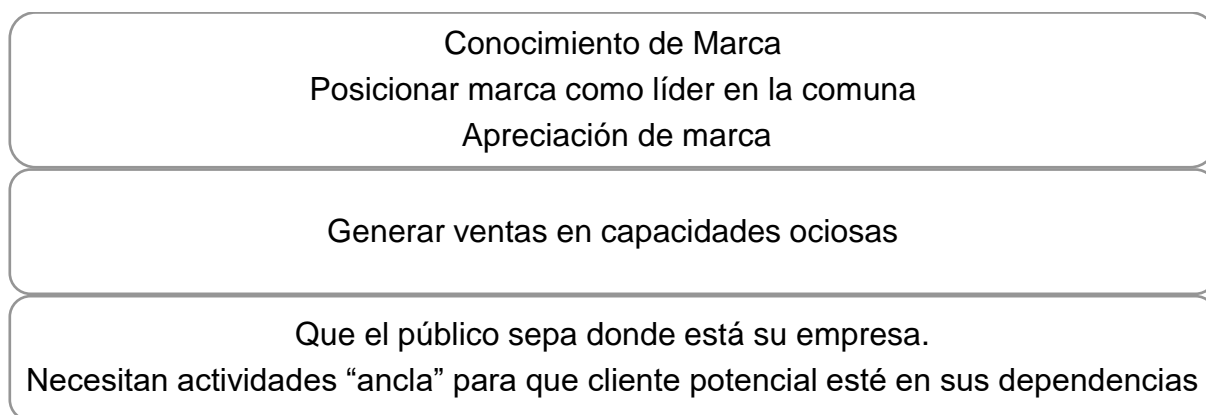 Conocimiento de Marca
Posicionar marca como líder en la comuna
Apreciación de marca
Generar ventas en capacidades ociosas
Que el público sepa donde está su empresa.
Necesitan actividades “ancla” para que cliente potencial esté en sus dependencias